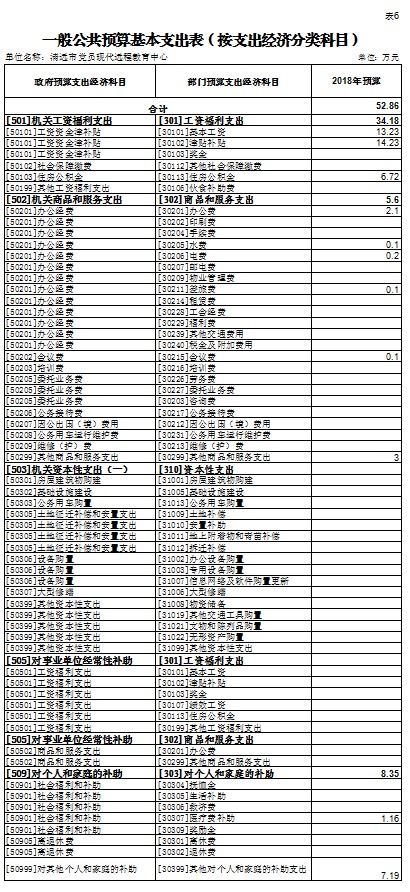 表6
一般公共预算基本支出表（按支出经济分类科目）
单位名称：清远市党员现代远程教育中心 单位：万元
政府预算支出经济科目 部门预算支出经济科目 2018年预算
合计 52.86
[501]机关工资福利支出 [301]工资福利支出 34.18
[50101]工资奖金津补贴 [30101]基本工资 13.23
[50101]工资奖金津补贴 [30102]津贴补贴 14.23
[50101]工资奖金津补贴 [30103]奖金
[50102]社会保障缴费 [30112]其他社会保障缴费
[50103]住房公积金 [30113]住房公积金 6.72
[50199]其他工资福利支出 [30106]伙食补助费
[502]机关商品和服务支出 [302]商品和服务支出 5.6
[50201]办公经费 [30201]办公费 2.1
[50201]办公经费 [30202]印刷费
[50201]办公经费 [30204]手续费
[50201]办公经费 [30205]水费 0.1
[50201]办公经费 [30206]电费 0.2
[50201]办公经费 [30207]邮电费
[50201]办公经费 [30209]物业管理费
[50201]办公经费 [30211]差旅费 0.1
[50201]办公经费 [30214]租赁费
[50201]办公经费 [30228]工会经费
[50201]办公经费 [30229]福利费
[50201]办公经费 [30239]其他交通费用
[50201]办公经费 [30240]税金及附加费用
[50202]会议费 [30215]会议费 0.1
[50203]培训费 [30216]培训费
[50205]委托业务费 [30226]劳务费
[50205]委托业务费 [30227]委托业务费
[50205]委托业务费 [30203]咨询费
[50206]公务接待费 [30217]公务接待费
[50207]因公出国（境）费用 [30212]因公出国（境）费用
[50208]公务用车运行维护费 [30231]公务用车运行维护费
[50209]维修（护）费 [30213]维修（护）费
[50299]其他商品和服务支出 [30299]其他商品和服务支出 3
[503]机关资本性支出（一） [310]资本性支出
[50301]房屋建筑物购建 [31001]房屋建筑物购建
[50302]基础设施建设 [31005]基础设施建设
[50303]公务用车购置 [31013]公务用车购置
[50305]土地征迁补偿和安置支出 [31009]土地补偿
[50305]土地征迁补偿和安置支出 [31010]安置补助
[50305]土地征迁补偿和安置支出 [31011]地上附着物和青苗补偿
[50305]土地征迁补偿和安置支出 [31012]拆迁补偿
[50306]设备购置 [31002]办公设备购置
[50306]设备购置 [31003]专用设备购置
[50306]设备购置 [31007]信息网络及软件购置更新
[50307]大型修缮 [31006]大型修缮
[50399]其他资本性支出 [31008]物资储备
[50399]其他资本性支出 [31019]其他交通工具购置
[50399]其他资本性支出 [31021]文物和陈列品购置
[50399]其他资本性支出 [31022]无形资产购置
[50399]其他资本性支出 [31099]其他资本性支出
[505]对事业单位经常性补助 [301]工资福利支出
[50501]工资福利支出 [30101]基本工资
[50501]工资福利支出 [30102]津贴补贴
[50501]工资福利支出 [30103]奖金
[50501]工资福利支出 [30107]绩效工资
[50501]工资福利支出 [30113]住房公积金
[50501]工资福利支出 [30199]其他工资福利支出
[505]对事业单位经常性补助 [302]商品和服务支出
[50502]商品和服务支出 [30201]办公费
[50502]商品和服务支出 [30299]其他商品和服务支出
[509]对个人和家庭的补助 [303]对个人和家庭的补助 8.35
[50901]社会福利和补助 [30304]抚恤金
[50901]社会福利和补助 [30305]生活补助
[50901]社会福利和补助 [30306]救济费
[50901]社会福利和补助 [30307]医疗费补助 1.16
[50901]社会福利和补助 [30309]奖励金
[50905]离退休费 [30301]离休费
[50905]离退休费 [30302]退休费
[50999]对其他个人和家庭的补助 [30399]其他对个人和家庭的补助支出 7.19